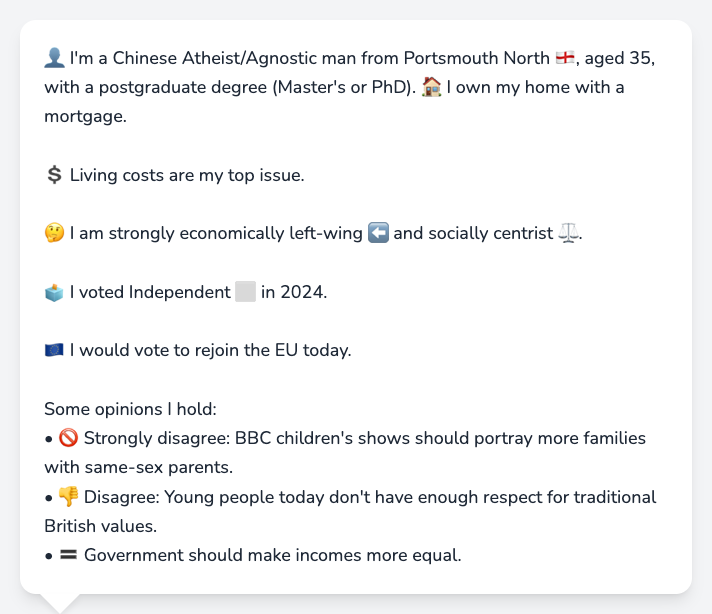 👤 I'm a Chinese Atheist/Agnostic man from Portsmouth North 🏴󠁧󠁢󠁥󠁮󠁧󠁿, aged 35,
with a postgraduate degree (Master's or PhD). 🏠 I own my home with a
mortgage.
💲 Living costs are my top issue.
🤔 I am strongly economically left-wing ⬅️ and socially centrist ⚖️.
🗳️ I voted Independent ⬜ in 2024.
🇪🇺 I would vote to rejoin the EU today.
Some opinions I hold:
• 🚫 Strongly disagree: BBC children's shows should portray more families
with same-sex parents.
• 👎 Disagree: Young people today don't have enough respect for traditional
British values.
• 🟰 Government should make incomes more equal.